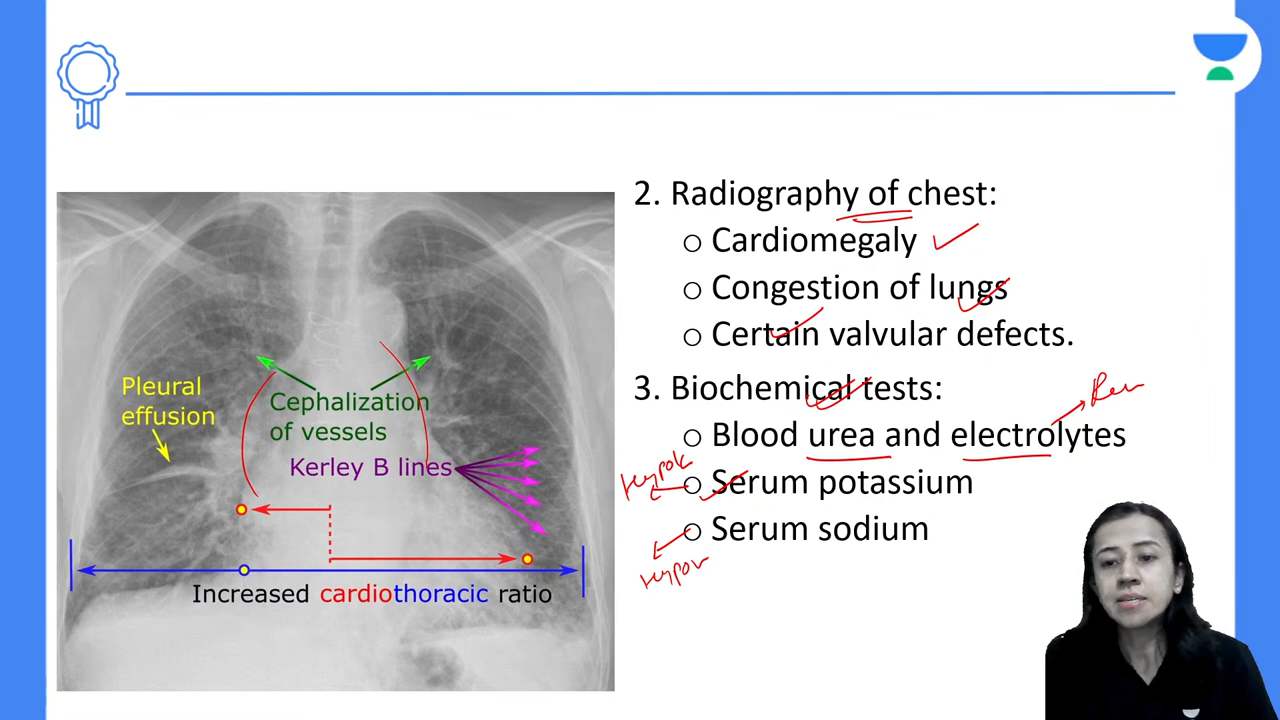 2. Radiography of chest:
Cardiomegaly
Congestion of lungs
Certain valvular defects.
3. Biochemical tests:
Blood urea and electrolytes
Serum potassium
Serum sodium
Pleural
effusion
Cephalization
of vessels
Kerley B lines
Increased cardiothoracic ratio